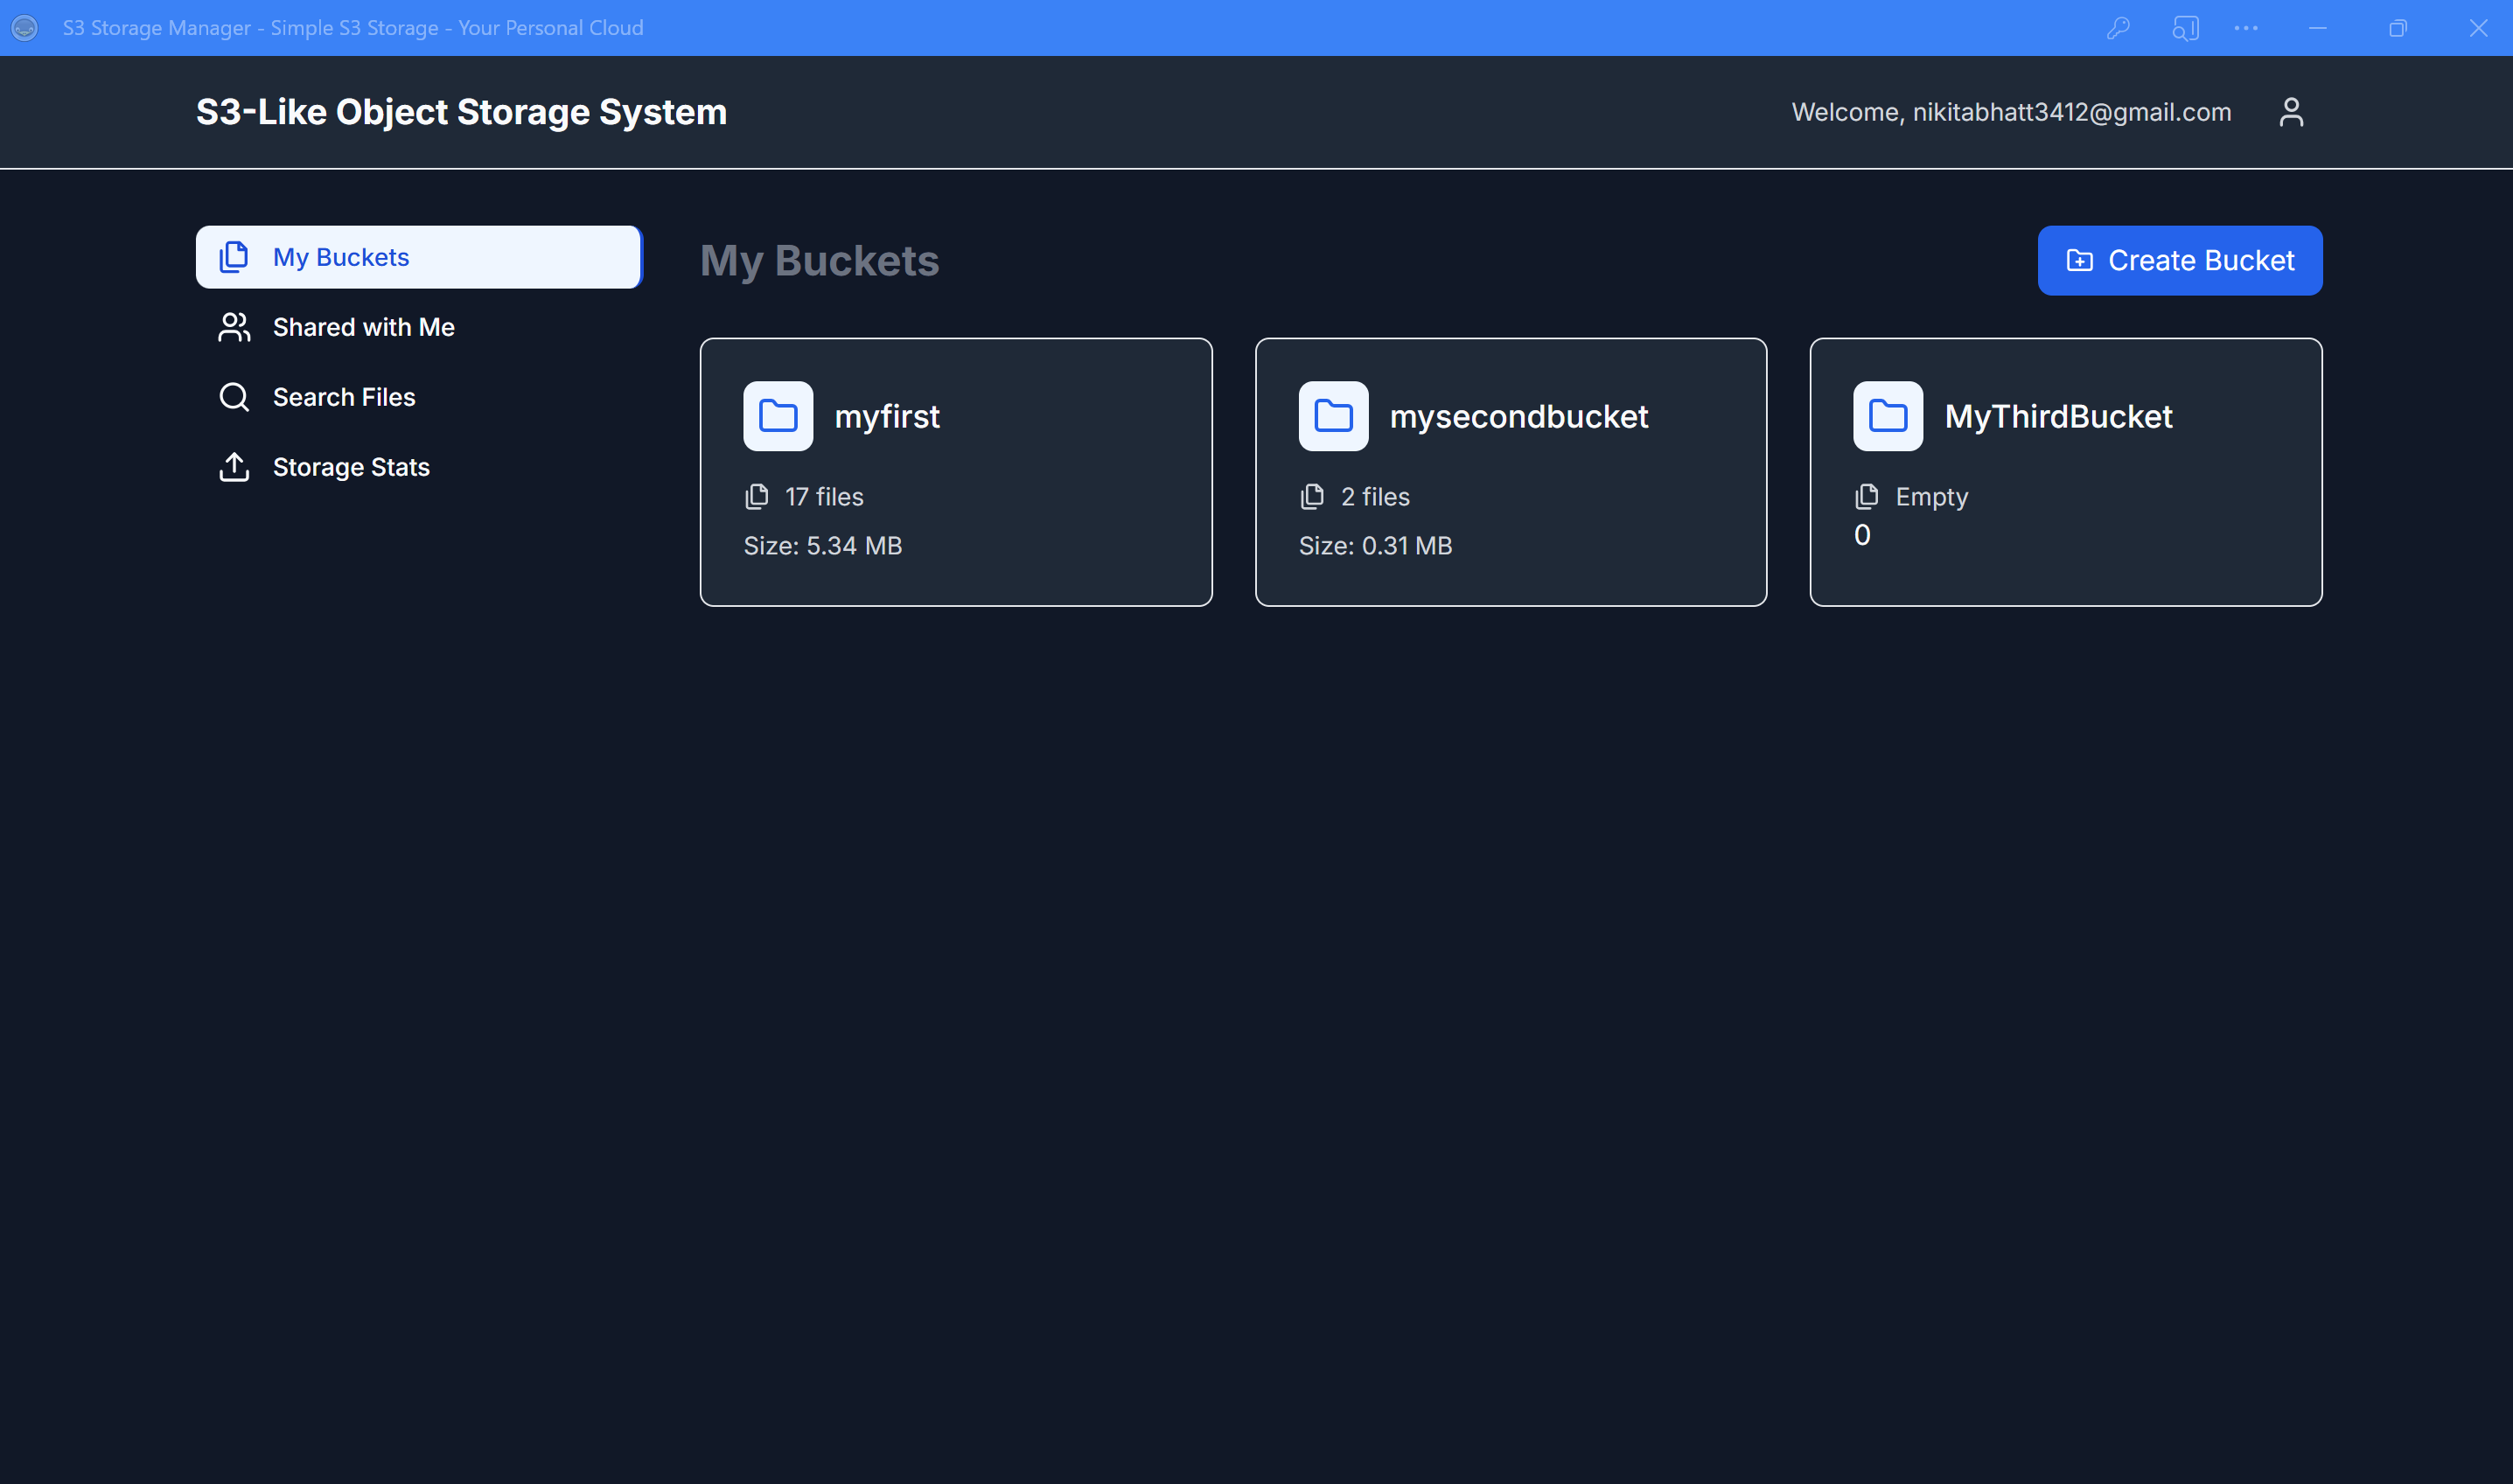 S3 Storage Manager - Simple S3 Storage - Your Personal Cloud
S3-Like Object Storage System
Welcome, nikitabhatt3412@gmail.com
My Buckets
Shared with Me
Search Files
Storage Stats
My Buckets
Create Bucket
myfirst
17 files
Size: 5.34 MB
mysecondbucket
2 files
Size: 0.31 MB
MyThirdBucket
Empty
0